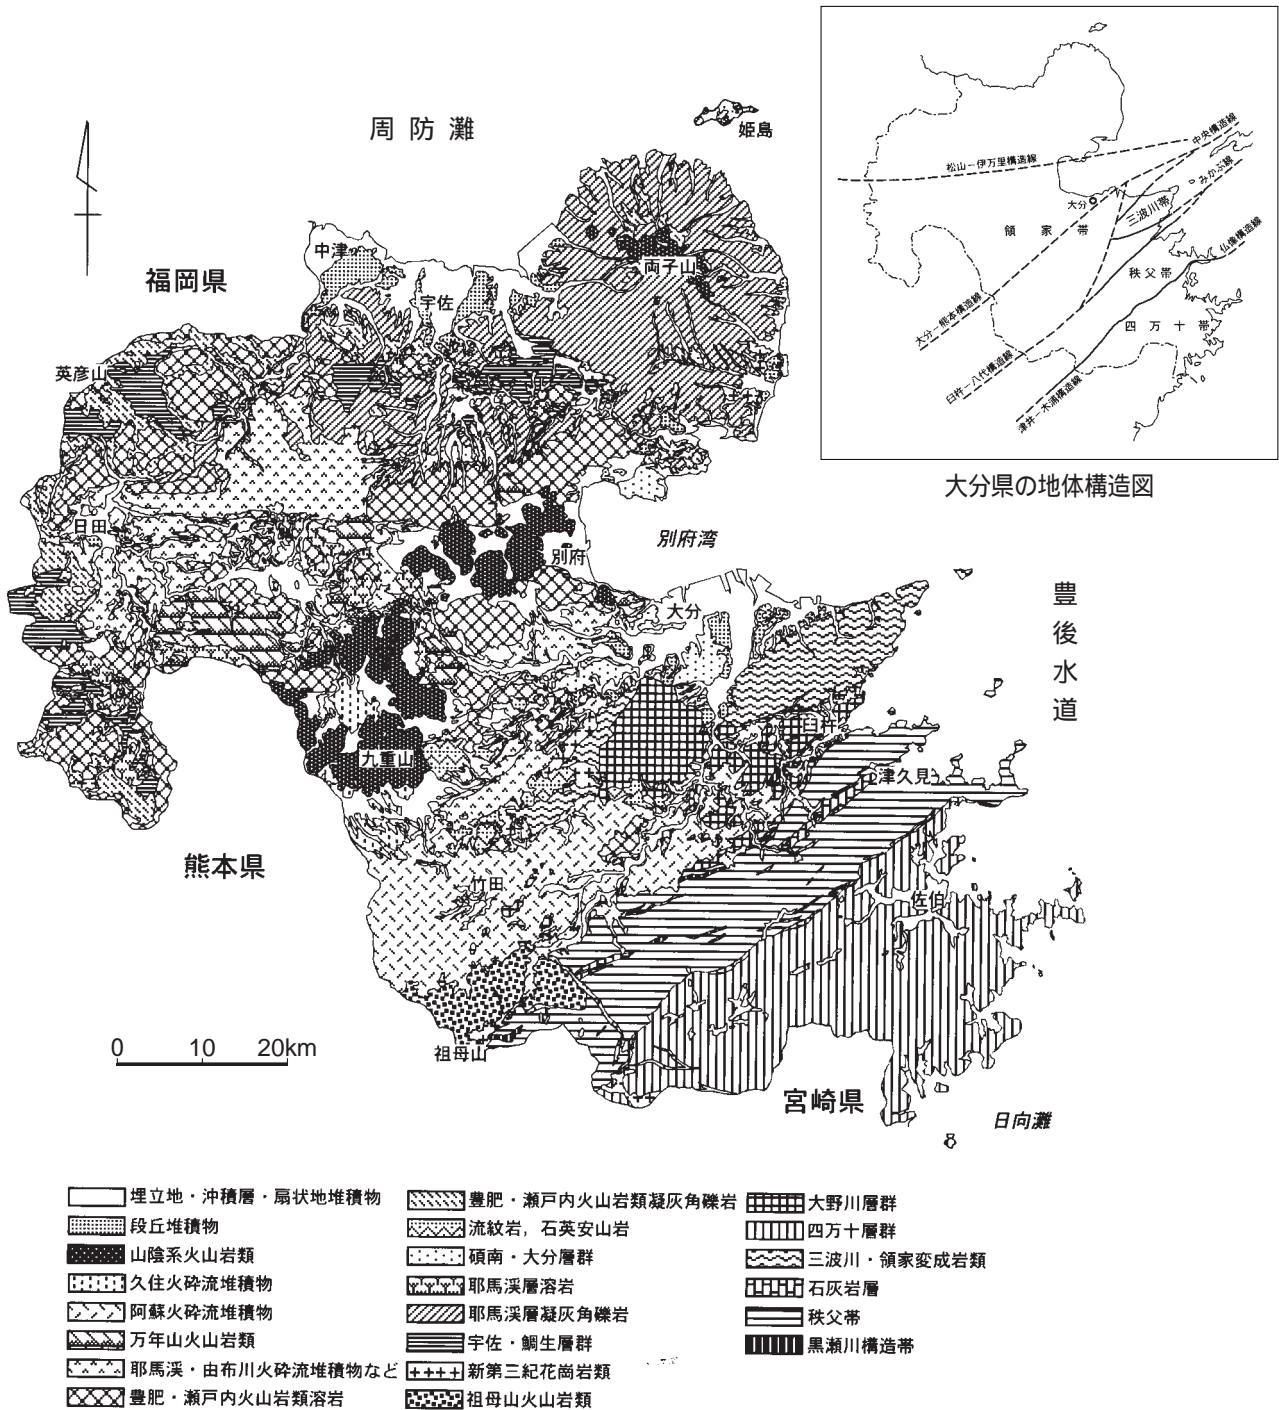 周防灘
姫島
中津
福岡県
宇佐
両子山
英彦山
日田
別府
別府湾
大分
豊後水道
臼杵
九重山
津久見
熊本県
竹田
佐伯
祖母山
宮崎県
日向灘
0 10 20km
松山－伊万里構造線
中央構造線
みかぶ線
大分
三波川帯
領家帯
仏像構造線
秩父帯
大分－熊本構造線
四万十帯
臼杵－八代構造線
津井－木浦構造線
大分県の地体構造図
埋立地・沖積層・扇状地堆積物
段丘堆積物
山陰系火山岩類
久住火砕流堆積物
阿蘇火砕流堆積物
万年山火山岩類
耶馬渓・由布川火砕流堆積物など
豊肥・瀬戸内火山岩類溶岩
豊肥・瀬戸内火山岩類凝灰角礫岩
流紋岩，石英安山岩
碩南・大分層群
耶馬渓層溶岩
耶馬渓層凝灰角礫岩
宇佐・鯛生層群
新第三紀花崗岩類
祖母山火山岩類
大野川層群
四万十層群
三波川・領家変成岩類
石灰岩層
秩父帯
黒瀬川構造帯